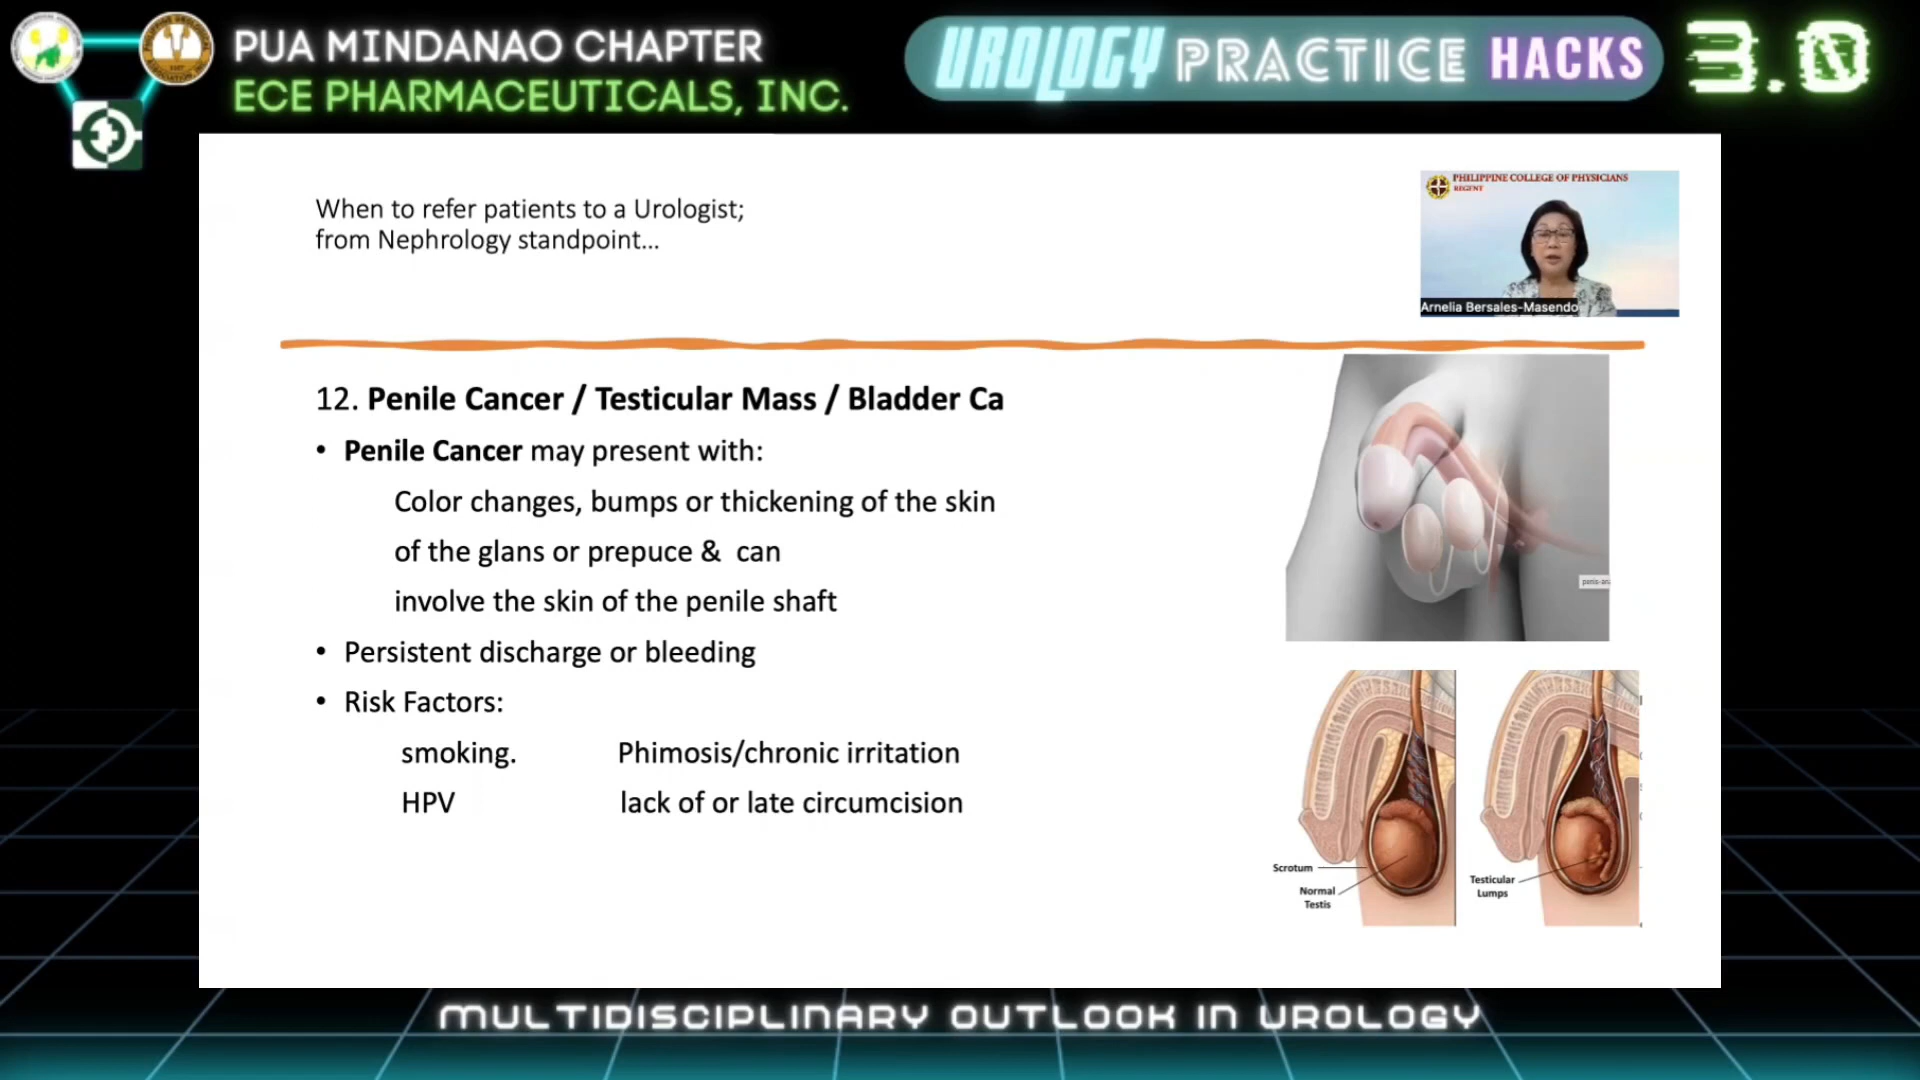 PUA MINDANAO CHAPTER
ECE PHARMACEUTICALS, INC.
UROLOGY PRACTICE HACKS 3.0
When to refer patients to a Urologist;
from Nephrology standpoint...
PHILIPPINE COLLEGE OF PHYSICIANS
REGENT
Arnelia Bersales-Masendo
12. Penile Cancer / Testicular Mass / Bladder Ca
• Penile Cancer may present with:
Color changes, bumps or thickening of the skin
of the glans or prepuce & can
involve the skin of the penile shaft
• Persistent discharge or bleeding
• Risk Factors:
smoking. Phimosis/chronic irritation
HPV lack of or late circumcision
penis-ana
Scrotum
Normal
Testis
Testicular
Lumps
MULTIDISCIPLINARY OUTLOOK IN UROLOGY